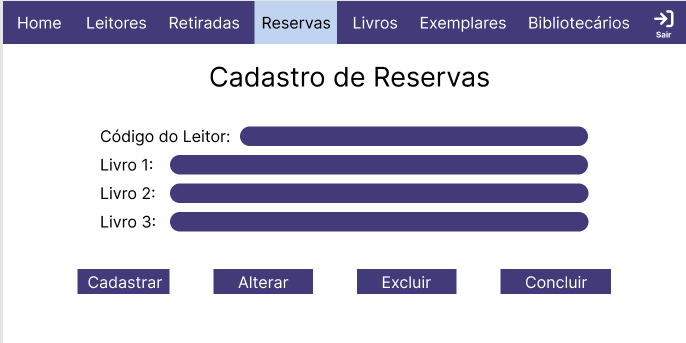 Home Leitores Retiradas Reservas Livros Exemplares Bibliotecários Sair
Cadastro de Reservas
Código do Leitor:
Livro 1:
Livro 2:
Livro 3:
Cadastrar Alterar Excluir Concluir